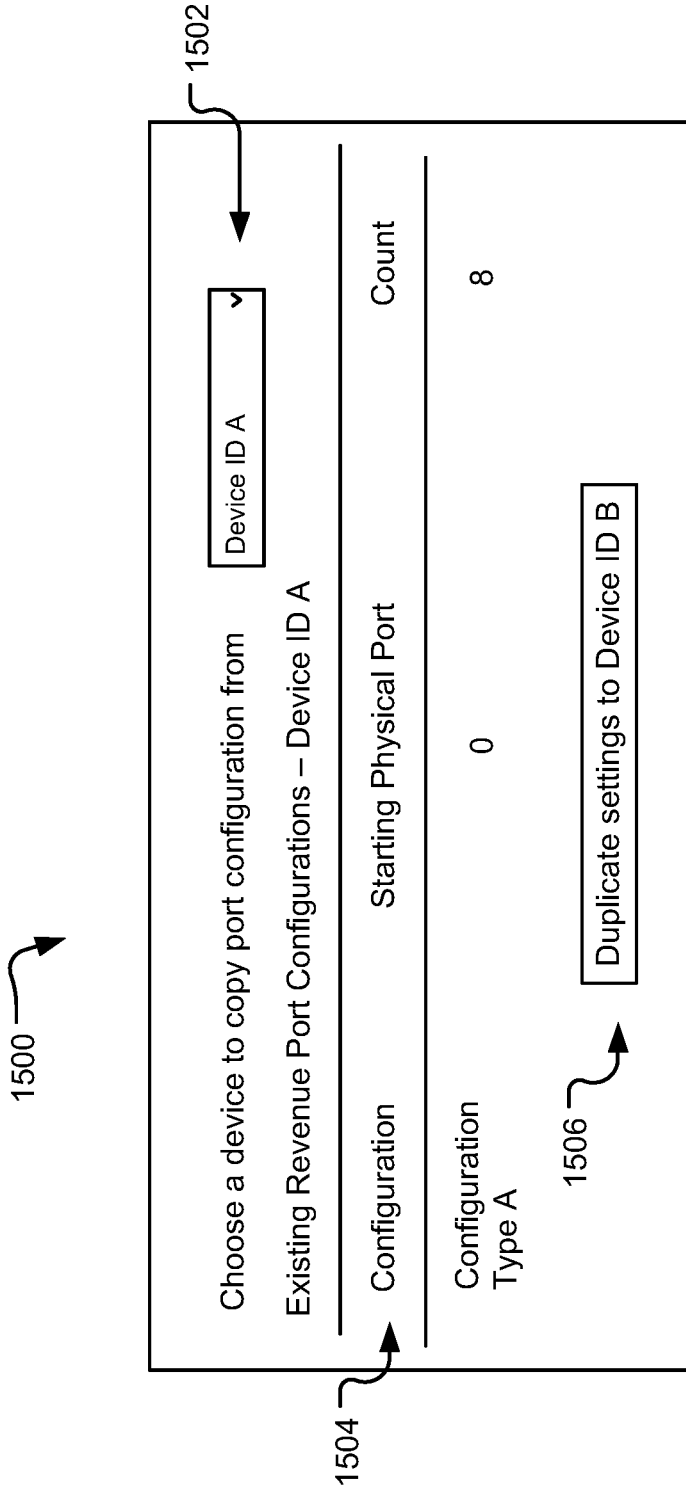 1500
1502
Choose a device to copy port configuration from
Device ID A
Existing Revenue Port Configurations – Device ID A
1504
Configuration Starting Physical Port Count
Configuration 0 8
Type A
1506
Duplicate settings to Device ID B